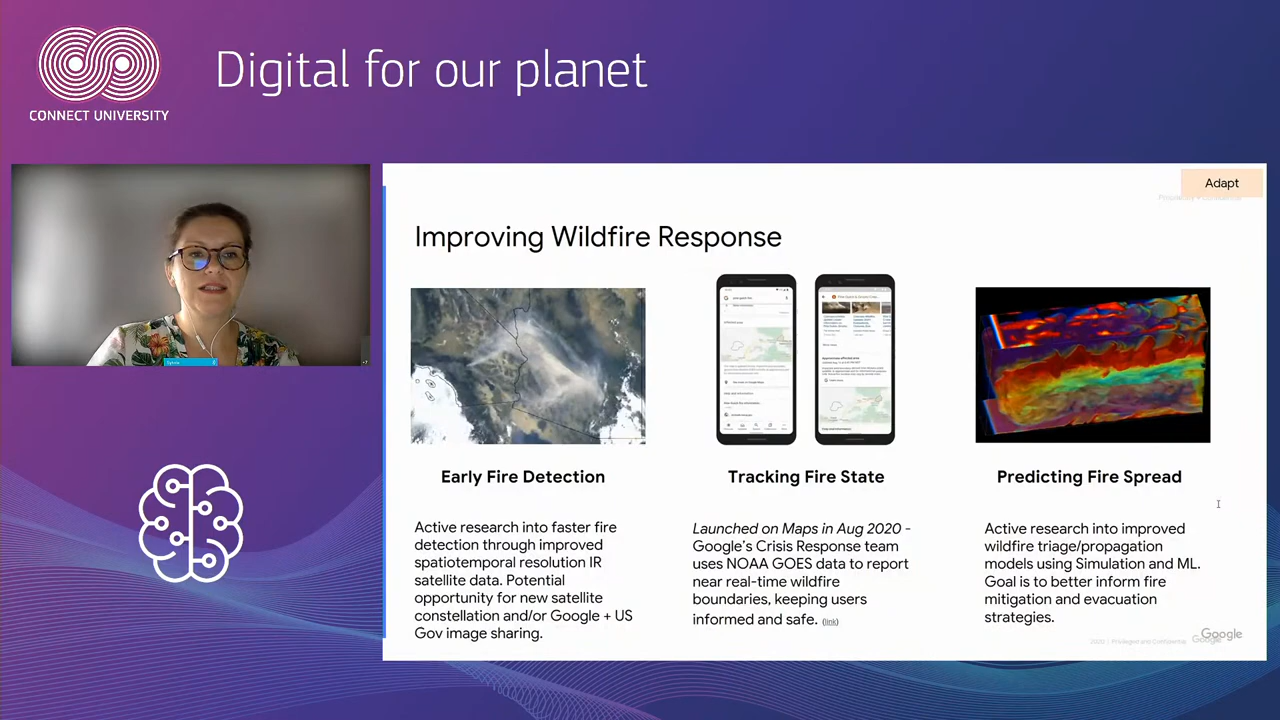 Digital for our planet
CONNECT UNIVERSITY
Adapt
Improving Wildfire Response
Early Fire Detection
Active research into faster fire
detection through improved
spatiotemporal resolution IR
satellite data. Potential
opportunity for new satellite
constellation and/or Google + US
Gov image sharing.
Tracking Fire State
Launched on Maps in Aug 2020 -
Google's Crisis Response team
uses NOAA GOES data to report
near real-time wildfire
boundaries, keeping users
informed and safe. (link)
Predicting Fire Spread
Active research into improved
wildfire triage/propagation
models using Simulation and ML.
Goal is to better inform fire
mitigation and evacuation
strategies.
2020 | Privileged and Confidential
Google